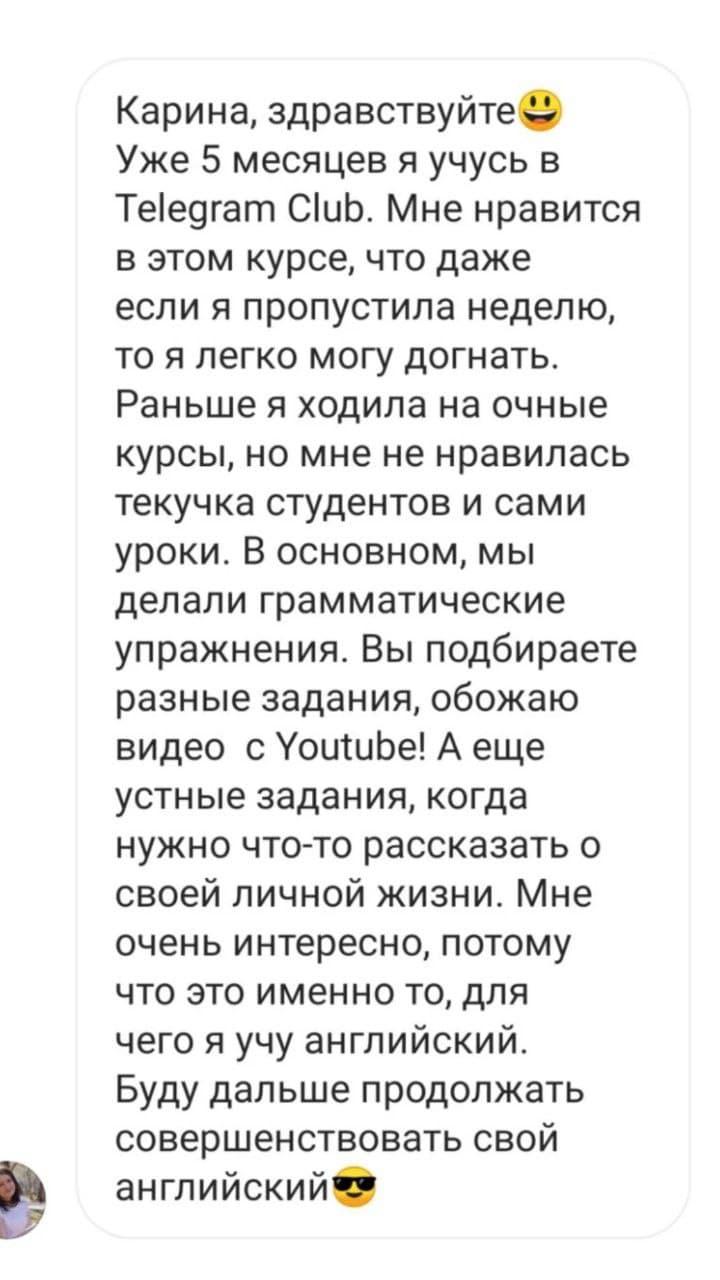 Карина, здравствуйте😃
Уже 5 месяцев я учусь в
Telegram Club. Мне нравится
в этом курсе, что даже
если я пропустила неделю,
то я легко могу догнать.
Раньше я ходила на очные
курсы, но мне не нравилась
текучка студентов и сами
уроки. В основном, мы
делали грамматические
упражнения. Вы подбираете
разные задания, обожаю
видео  с Youtube! А еще
устные задания, когда
нужно что-то рассказать о
своей личной жизни. Мне
очень интересно, потому
что это именно то, для
чего я учу английский.
Буду дальше продолжать
совершенствовать свой
английский😎